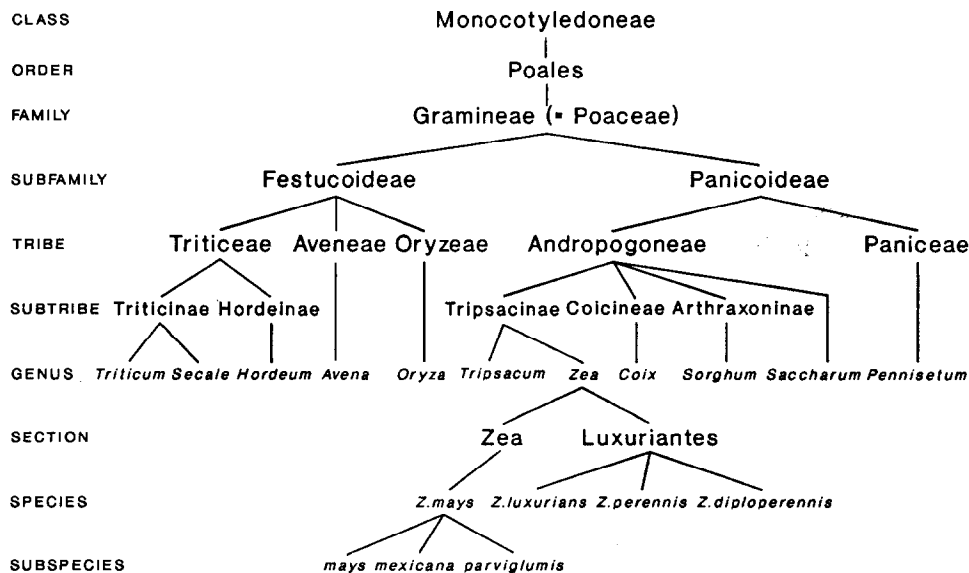 CLASS Monocotyledoneae
ORDER Poales
FAMILY Gramineae (= Poaceae)
SUBFAMILY Festucoideae Panicoideae
TRIBE Triticeae Aveneae Oryzeae Andropogoneae Paniceae
SUBTRIBE Triticinae Hordeinae Tripsacinae Coicineae Arthraxoninae
GENUS Triticum Secale Hordeum Avena Oryza Tripsacum Zea Coix Sorghum Saccharum Pennisetum
SECTION Zea Luxuriantes
SPECIES Z.mays Z.luxurians Z.perennis Z.diploperennis
SUBSPECIES mays mexicana parviglumis